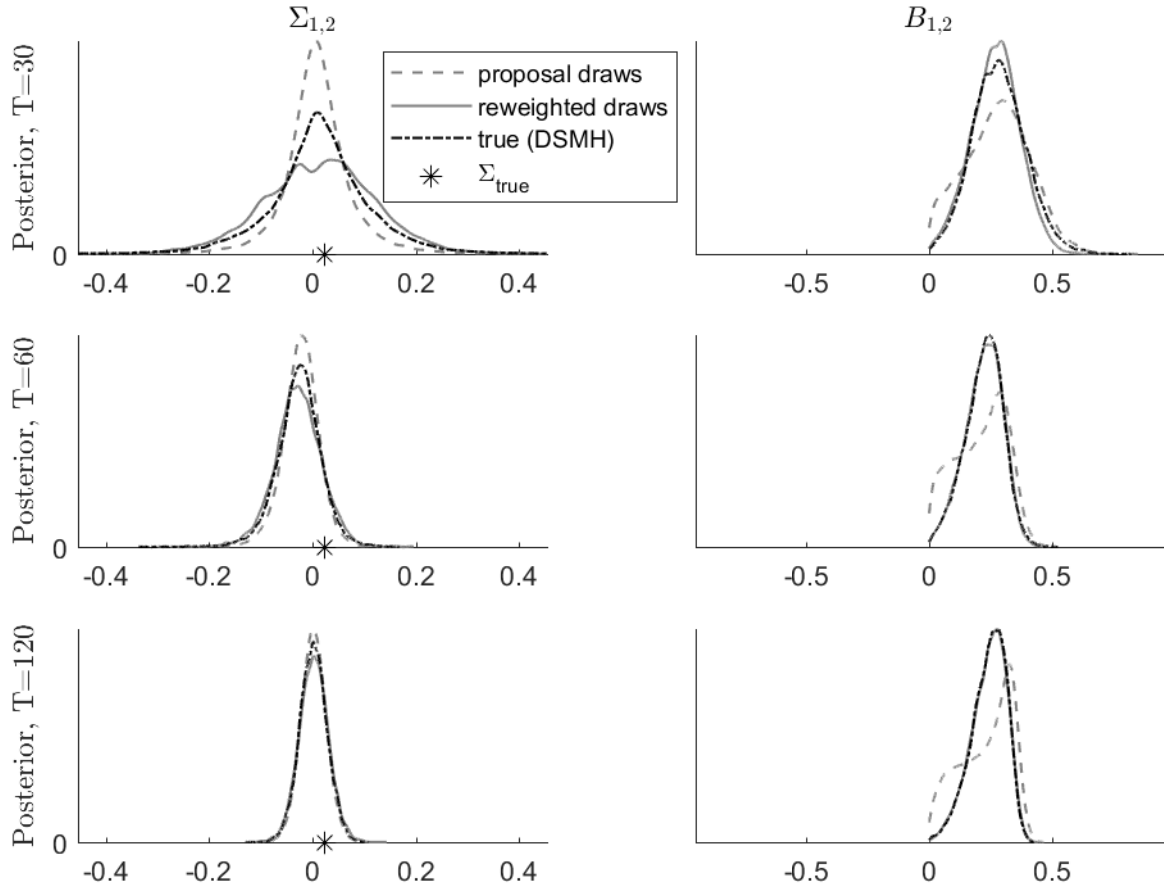 Σ1,2
B1,2
Posterior, T=30
proposal draws
reweighted draws
true (DSMH)
Σtrue
0
-0.4 -0.2 0 0.2 0.4
-0.5 0 0.5
Posterior, T=60
0
-0.4 -0.2 0 0.2 0.4
-0.5 0 0.5
Posterior, T=120
0
-0.4 -0.2 0 0.2 0.4
-0.5 0 0.5